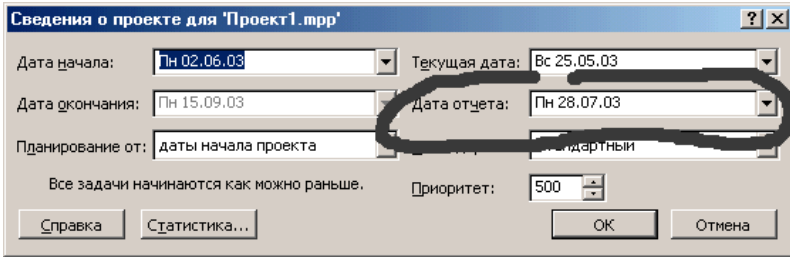 Сведения о проекте для 'Проект1.mpp'
Дата начала: Пн 02.06.03 Текущая дата: Вс 25.05.03
Дата окончания: Пн 15.09.03 Дата отчета: Пн 28.07.03
Планирование от: даты начала проекта стандартный
Все задачи начинаются как можно раньше. Приоритет: 500
Справка Статистика... ОК Отмена